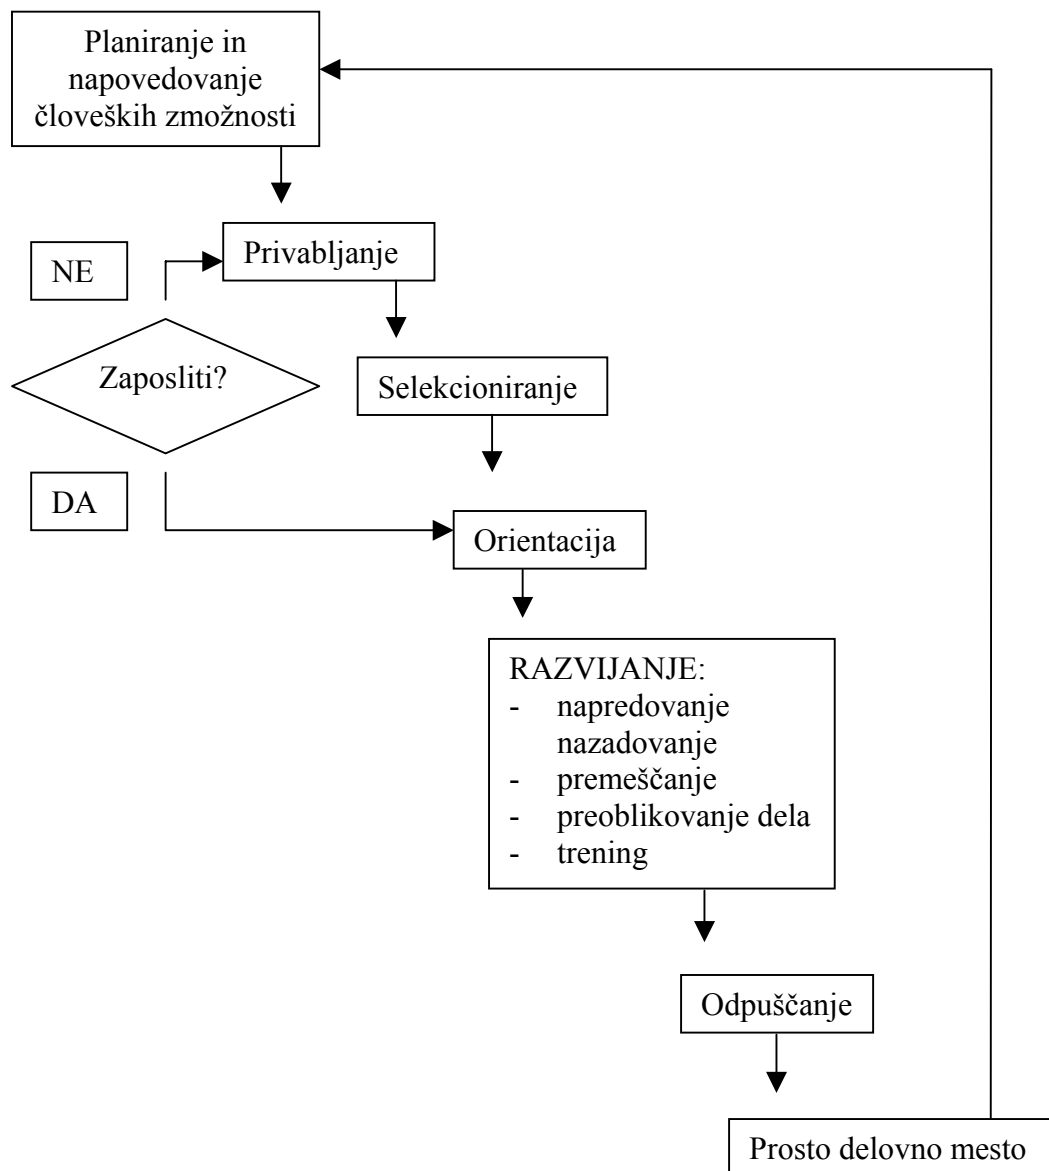 Planiranje in
napovedovanje
človeških zmožnosti
NE
Privabljanje
Zaposliti?
Selekcioniranje
DA
Orientacija
RAZVIJANJE:
- napredovanje
nazadovanje
- premeščanje
- preoblikovanje dela
- trening
Odpuščanje
Prosto delovno mesto